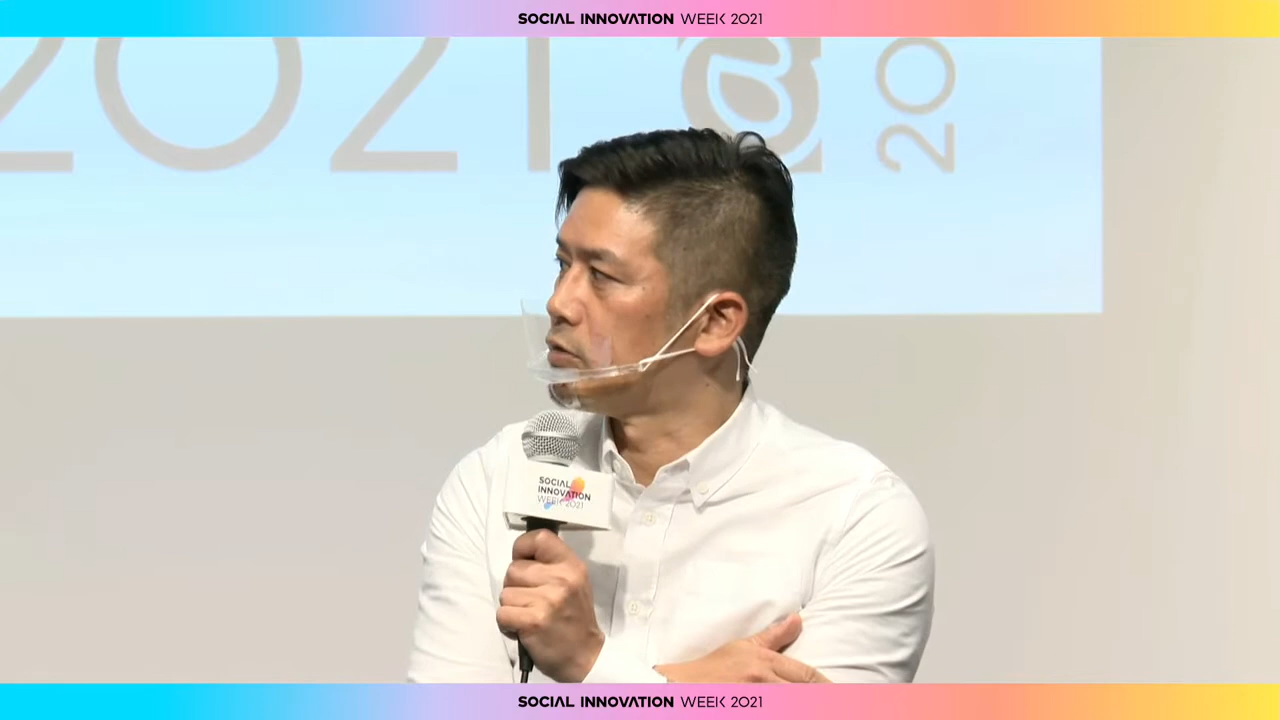 SOCIAL INNOVATION WEEK 2021
2021
20
SOCIAL
INNOVATION
WEEK 2021
SOCIAL INNOVATION WEEK 2021